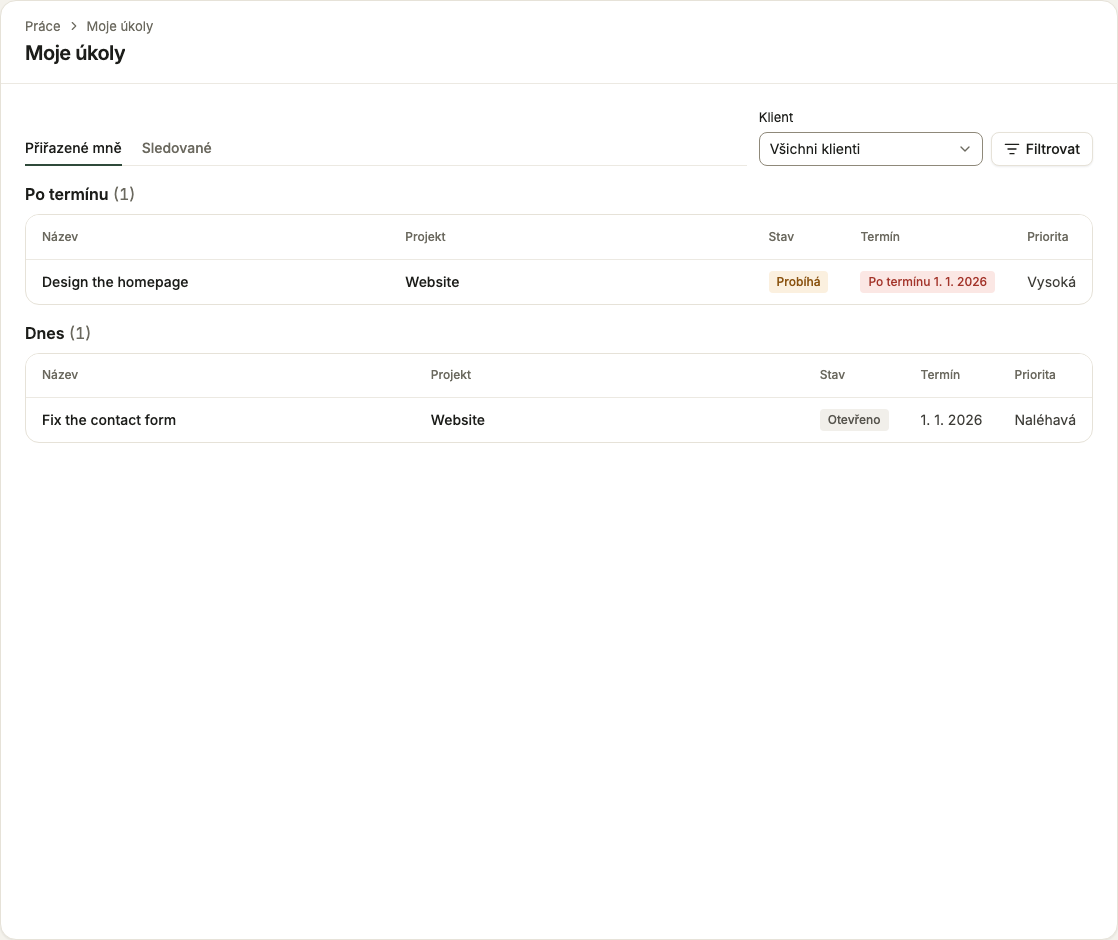 Práce > Moje úkoly
Moje úkoly
Klient
Přiřazené mně Sledované Všichni klienti Filtrovat
Po termínu (1)
Název Projekt Stav Termín Priorita
Design the homepage Website Probíhá Po termínu 1. 1. 2026 Vysoká
Dnes (1)
Název Projekt Stav Termín Priorita
Fix the contact form Website Otevřeno 1. 1. 2026 Naléhavá